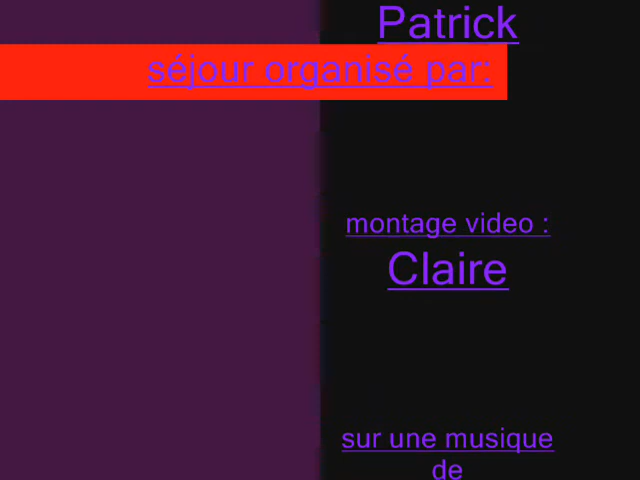 Patrick
séjour organisé par:
montage video :
Claire
sur une musique
de